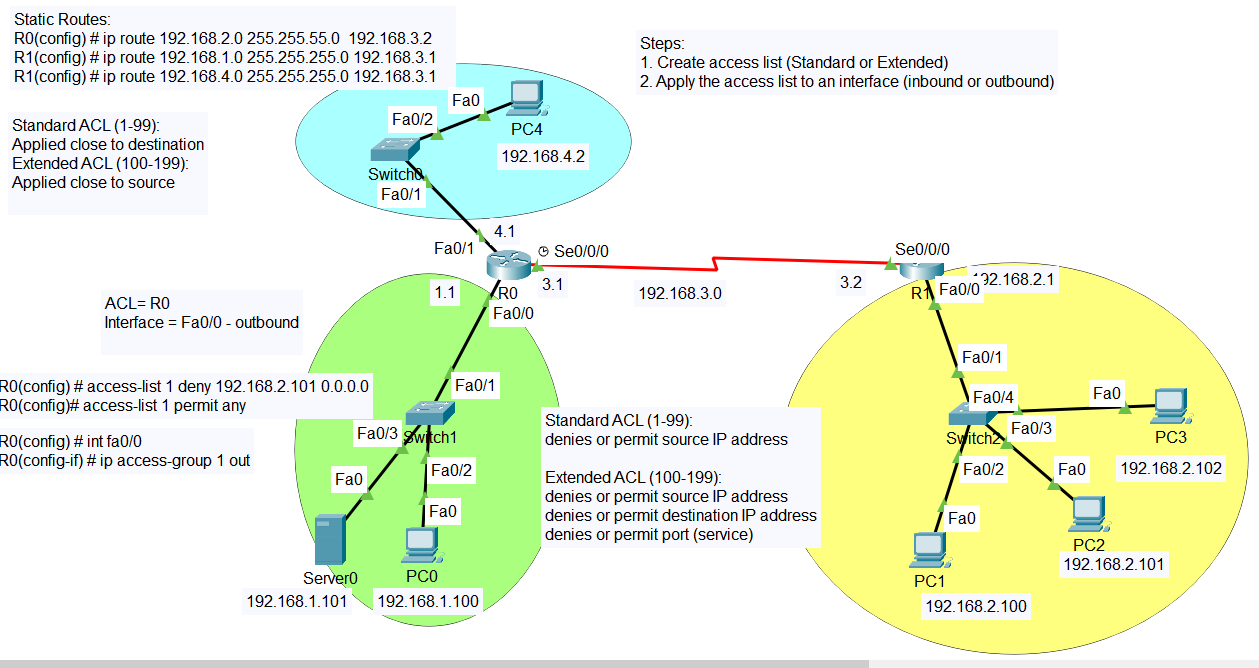 Static Routes:
R0(config) # ip route 192.168.2.0 255.255.55.0  192.168.3.2
R1(config) # ip route 192.168.1.0 255.255.255.0 192.168.3.1
R1(config) # ip route 192.168.4.0 255.255.255.0 192.168.3.1
Steps:
1. Create access list (Standard or Extended)
2. Apply the access list to an interface (inbound or outbound)
Standard ACL (1-99):
Applied close to destination
Extended ACL (100-199):
Applied close to source
Fa0
Fa0/2
PC4
192.168.4.2
Switch0
Fa0/1
4.1
Fa0/1
Se0/0/0
R0
3.1
1.1
Fa0/0
192.168.3.0
Se0/0/0
3.2
R1
Fa0/0
192.168.2.1
ACL= R0
Interface = Fa0/0 - outbound
R0(config) # access-list 1 deny 192.168.2.101 0.0.0.0
R0(config)# access-list 1 permit any
R0(config) # int fa0/0
R0(config-if) # ip access-group 1 out
Fa0/1
Fa0/3
Switch1
Fa0/2
Fa0
Fa0
Server0
PC0
192.168.1.101
192.168.1.100
Standard ACL (1-99):
denies or permit source IP address
Extended ACL (100-199):
denies or permit source IP address
denies or permit destination IP address
denies or permit port (service)
Fa0/1
Fa0/4
Fa0
Switch2
Fa0/3
PC3
Fa0/2
Fa0
192.168.2.102
Fa0
PC2
192.168.2.101
PC1
192.168.2.100